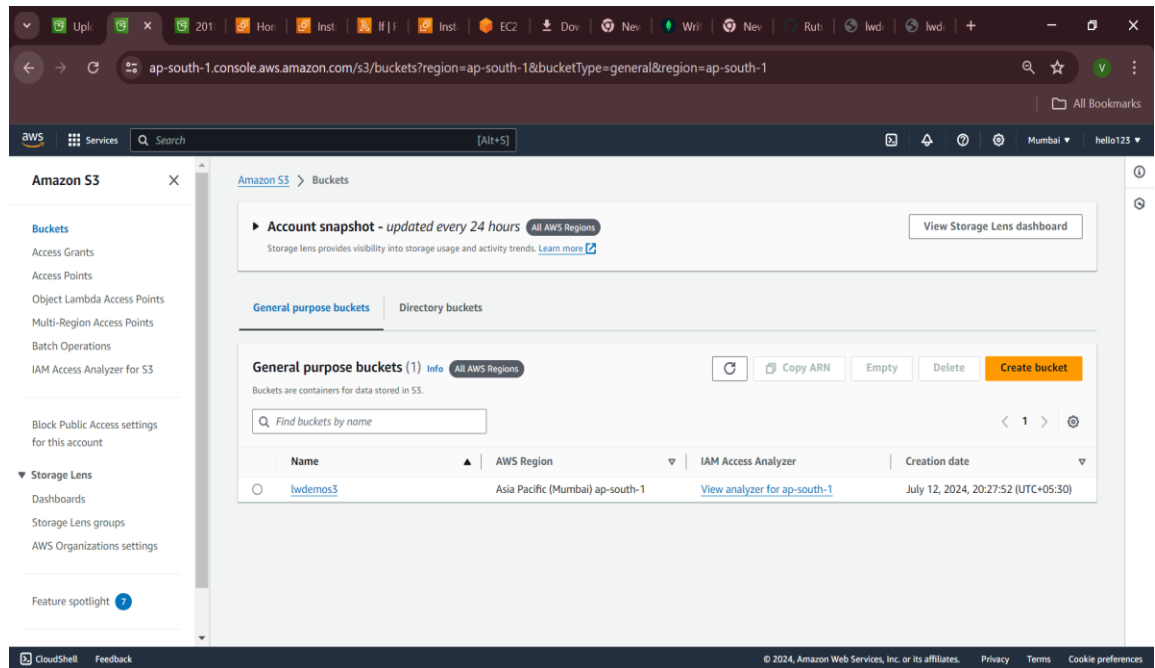 Upl
201
Hor
Inst
If | F
Inst
EC2
Dov
Nev
Writ
Nev
Rut
lwd
lwd
ap-south-1.console.aws.amazon.com/s3/buckets?region=ap-south-1&bucketType=general&region=ap-south-1
V
All Bookmarks
aws
Services
Search
[Alt+S]
Mumbai
hello123
Amazon S3
Buckets
Access Grants
Access Points
Object Lambda Access Points
Multi-Region Access Points
Batch Operations
IAM Access Analyzer for S3
Block Public Access settings
for this account
Storage Lens
Dashboards
Storage Lens groups
AWS Organizations settings
Feature spotlight 7
Amazon S3 > Buckets
Account snapshot - updated every 24 hours All AWS Regions
View Storage Lens dashboard
Storage lens provides visibility into storage usage and activity trends. Learn more
General purpose buckets Directory buckets
General purpose buckets (1) Info All AWS Regions
Copy ARN Empty Delete Create bucket
Buckets are containers for data stored in S3.
Find buckets by name
1
Name AWS Region IAM Access Analyzer Creation date
lwdemos3 Asia Pacific (Mumbai) ap-south-1 View analyzer for ap-south-1 July 12, 2024, 20:27:52 (UTC+05:30)
CloudShell Feedback © 2024, Amazon Web Services, Inc. or its affiliates. Privacy Terms Cookie preferences